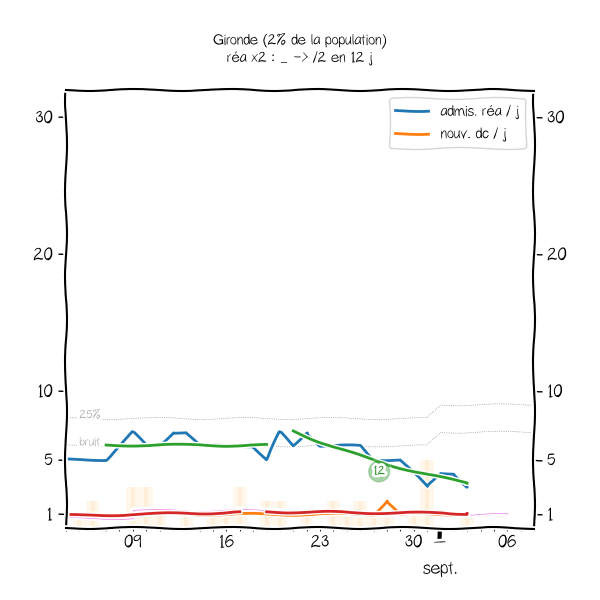 Gironde (2% de la population)
réa x2 : _ -> /2 en 12 j
admis. réa / j
nouv. dc / j
30
30
20
20
10
10
25%
bruit
12
5
5
1
1
09
16
23
30
06
sept.